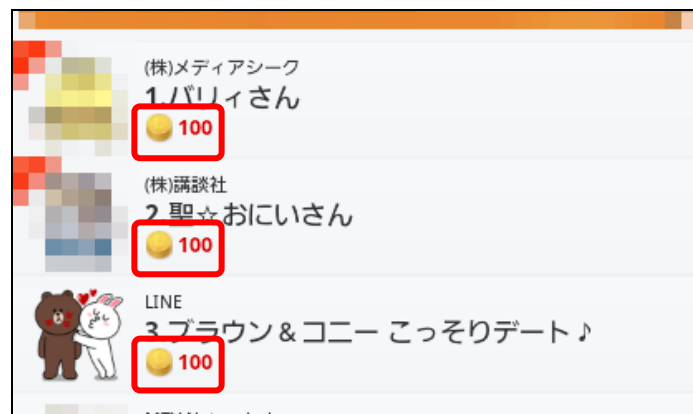 (株)メディアシーク
1.バリィさん
100
(株)講談社
2.聖☆おにいさん
100
LINE
3.ブラウン&コニー こっそりデート♪
100